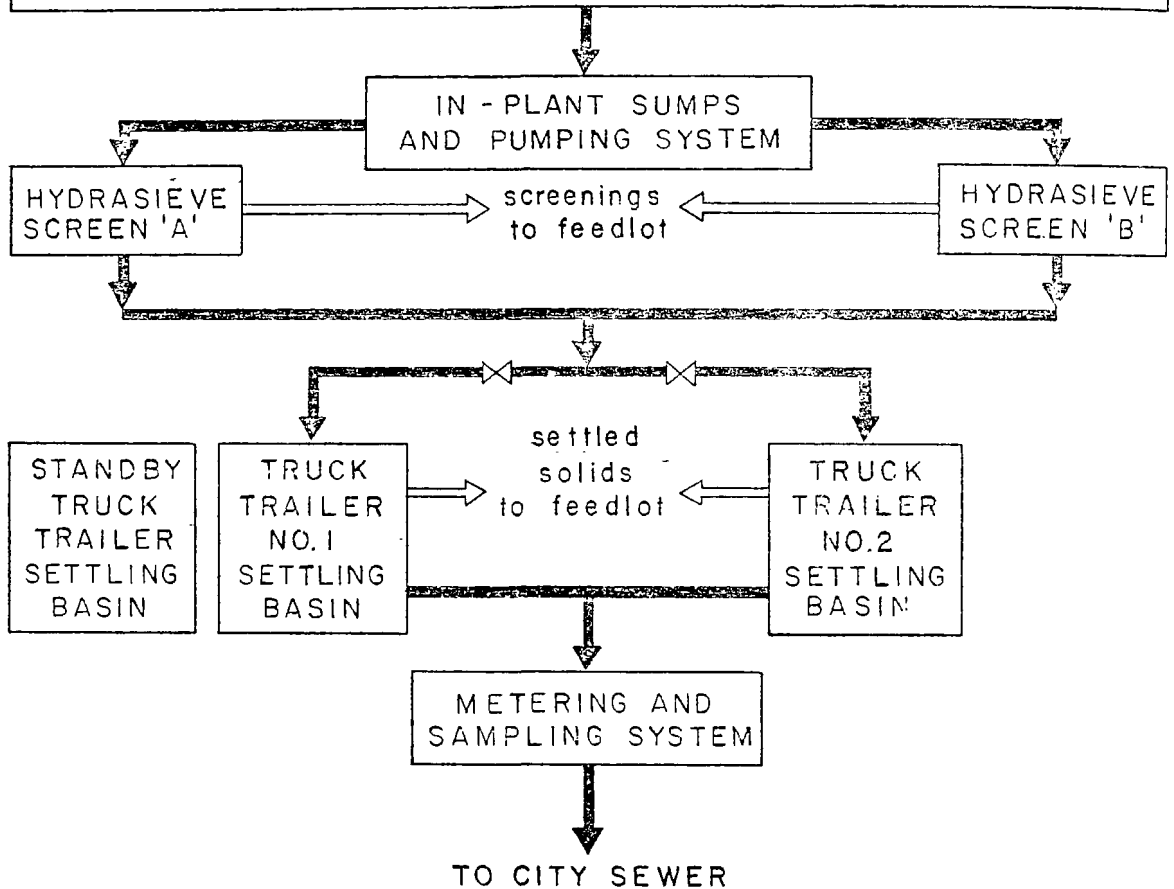 IN-PLANT SUMPS
AND PUMPING SYSTEM
HYDRASIEVE
SCREEN 'A'
screenings
to feedlot
HYDRASIEVE
SCREEN 'B'
STANDBY
TRUCK
TRAILER
SETTLING
BASIN
TRUCK
TRAILER
NO.1
SETTLING
BASIN
settled
solids
to feedlot
TRUCK
TRAILER
NO.2
SETTLING
BASIN
METERING AND
SAMPLING SYSTEM
TO CITY SEWER